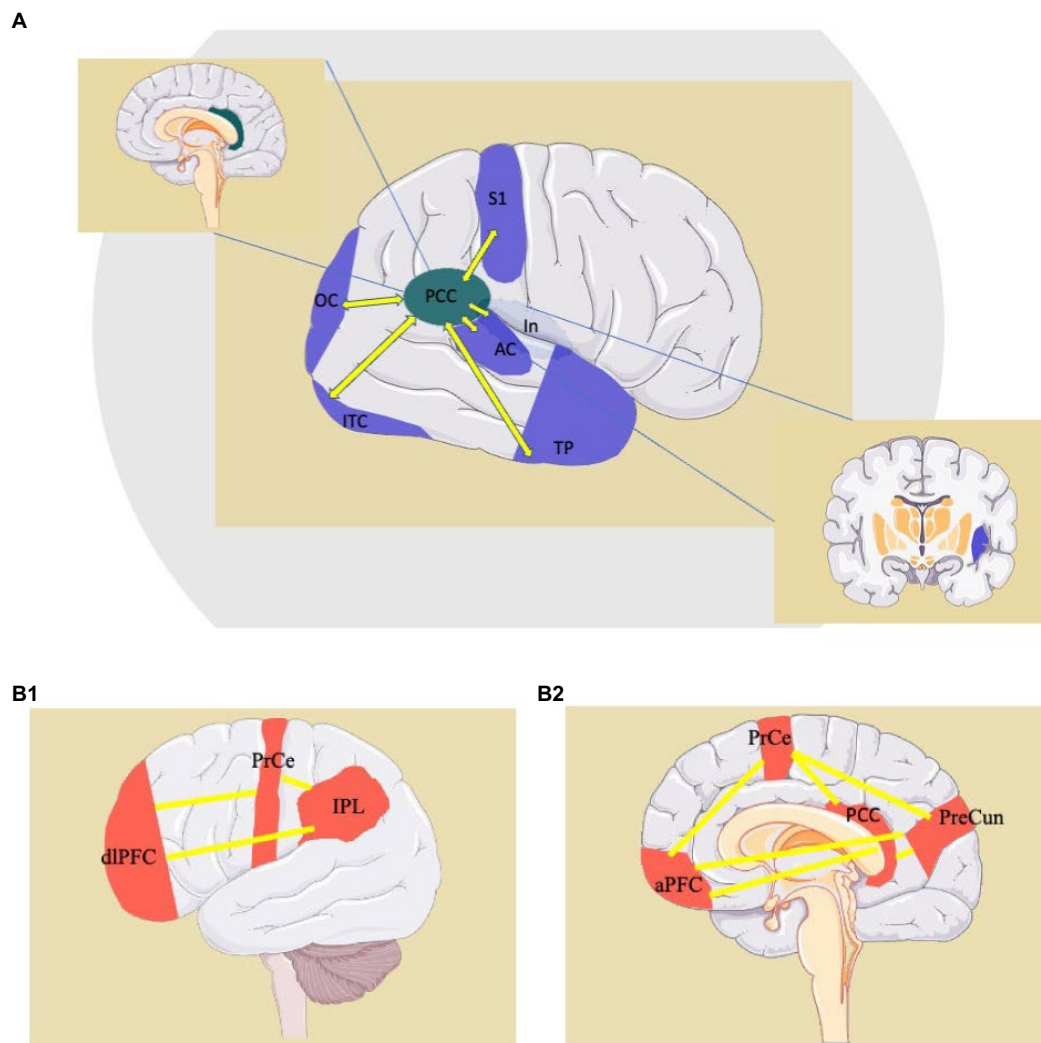 A
S1
OC
PCC
In
AC
ITC
TP
B1
B2
PrCe
IPL
dlPFC
PrCe
PCC
PreCun
aPFC